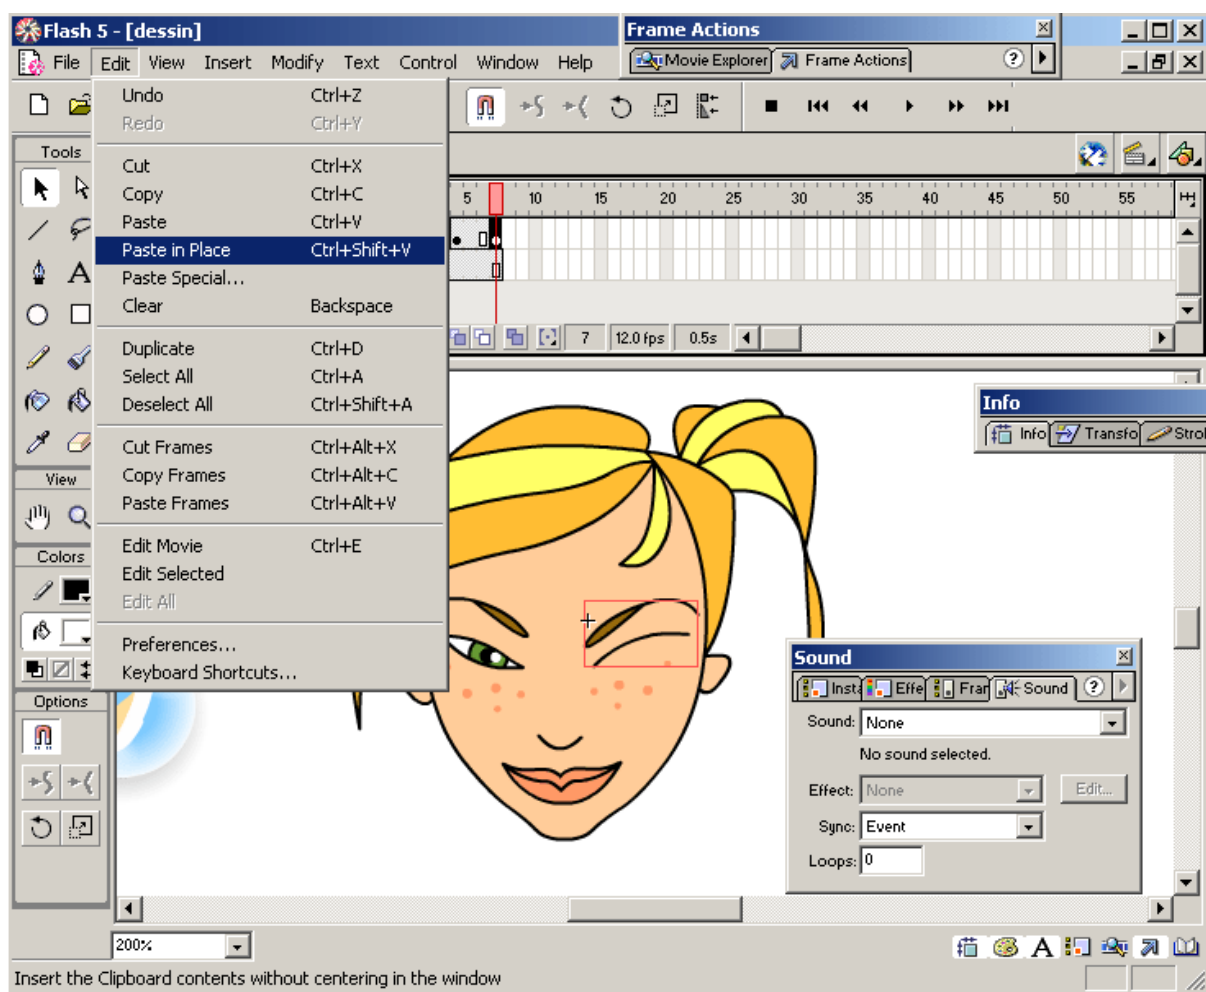 Flash 5 - [dessin]
Frame Actions
File Edit View Insert Modify Text Control Window Help
Movie Explorer Frame Actions ?
Undo Ctrl+Z
Redo Ctrl+Y
Cut Ctrl+X
Copy Ctrl+C
Paste Ctrl+V
Paste in Place Ctrl+Shift+V
Paste Special...
Clear Backspace
Duplicate Ctrl+D
Select All Ctrl+A
Deselect All Ctrl+Shift+A
Cut Frames Ctrl+Alt+X
Copy Frames Ctrl+Alt+C
Paste Frames Ctrl+Alt+V
Edit Movie Ctrl+E
Edit Selected
Edit All
Preferences...
Keyboard Shortcuts...
Tools
View
Colors
Options
5 10 15 20 25 30 35 40 45 50 55
7 12.0 fps 0.5s
Info
Info Transfo Strol
Sound
Insta Effe Frar Sound ?
Sound: None
No sound selected.
Effect: None Edit...
Sync: Event
Loops: 0
200%
Insert the Clipboard contents without centering in the window